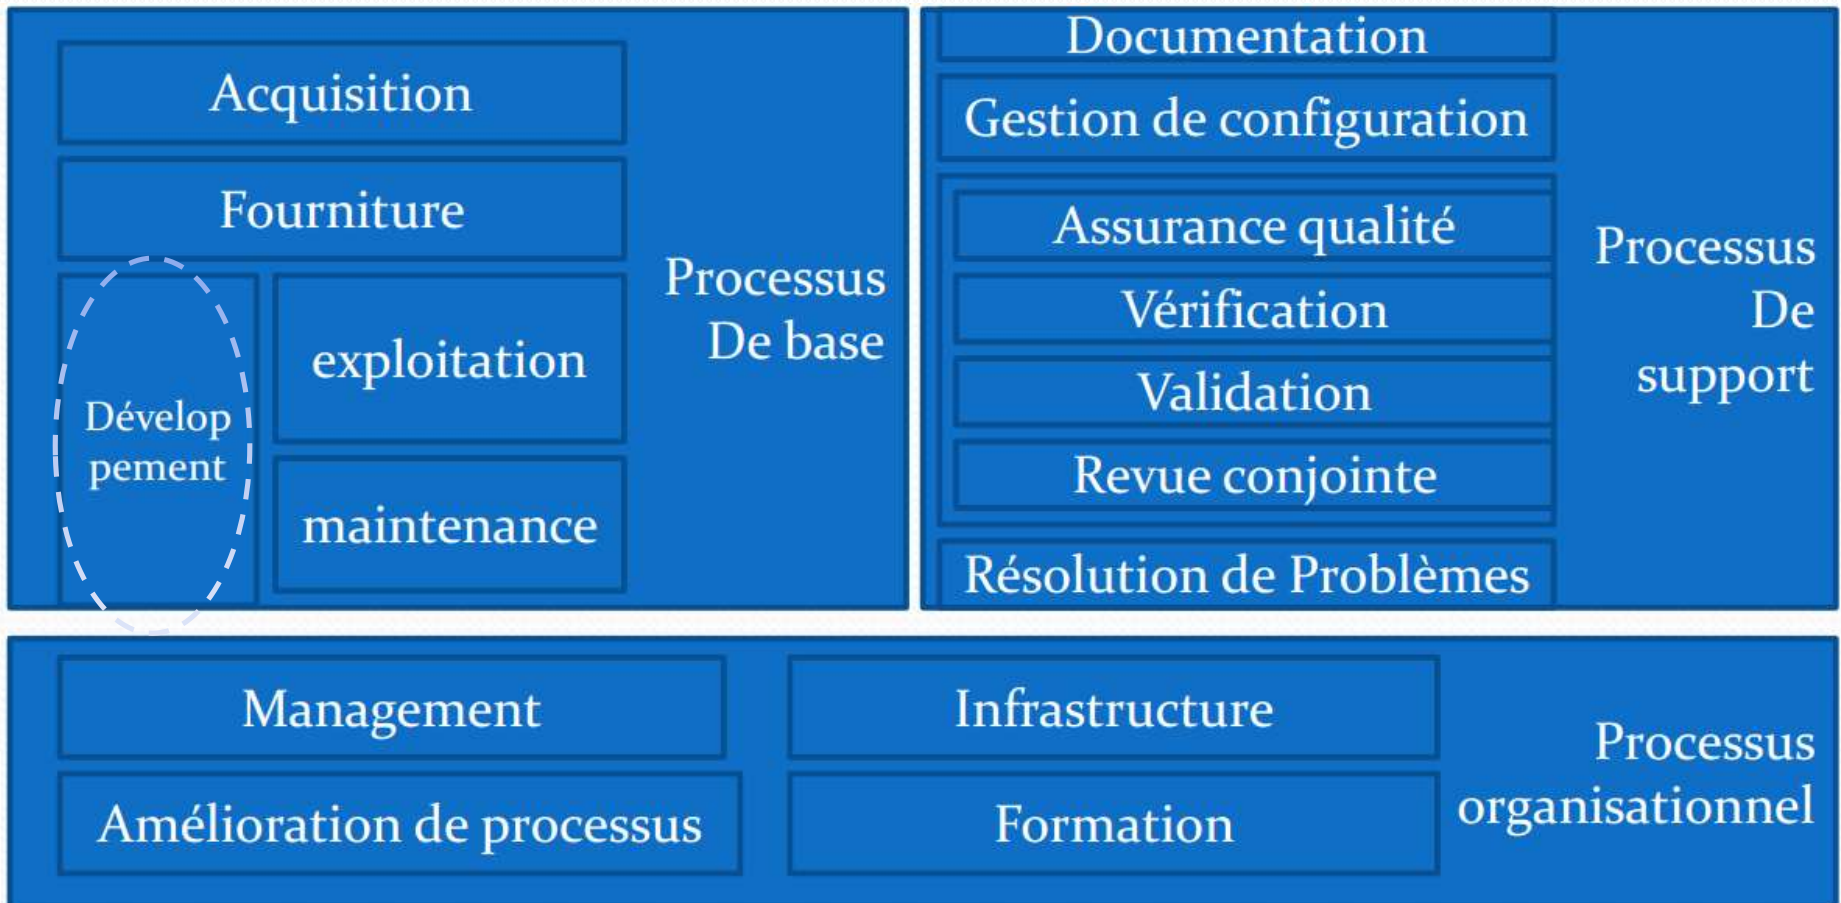 Acquisition
Fourniture
Dévelop
pement
exploitation
maintenance
Processus
De base
Documentation
Gestion de configuration
Assurance qualité
Vérification
Validation
Revue conjointe
Résolution de Problèmes
Processus
De
support
Management
Infrastructure
Amélioration de processus
Formation
Processus
organisationnel